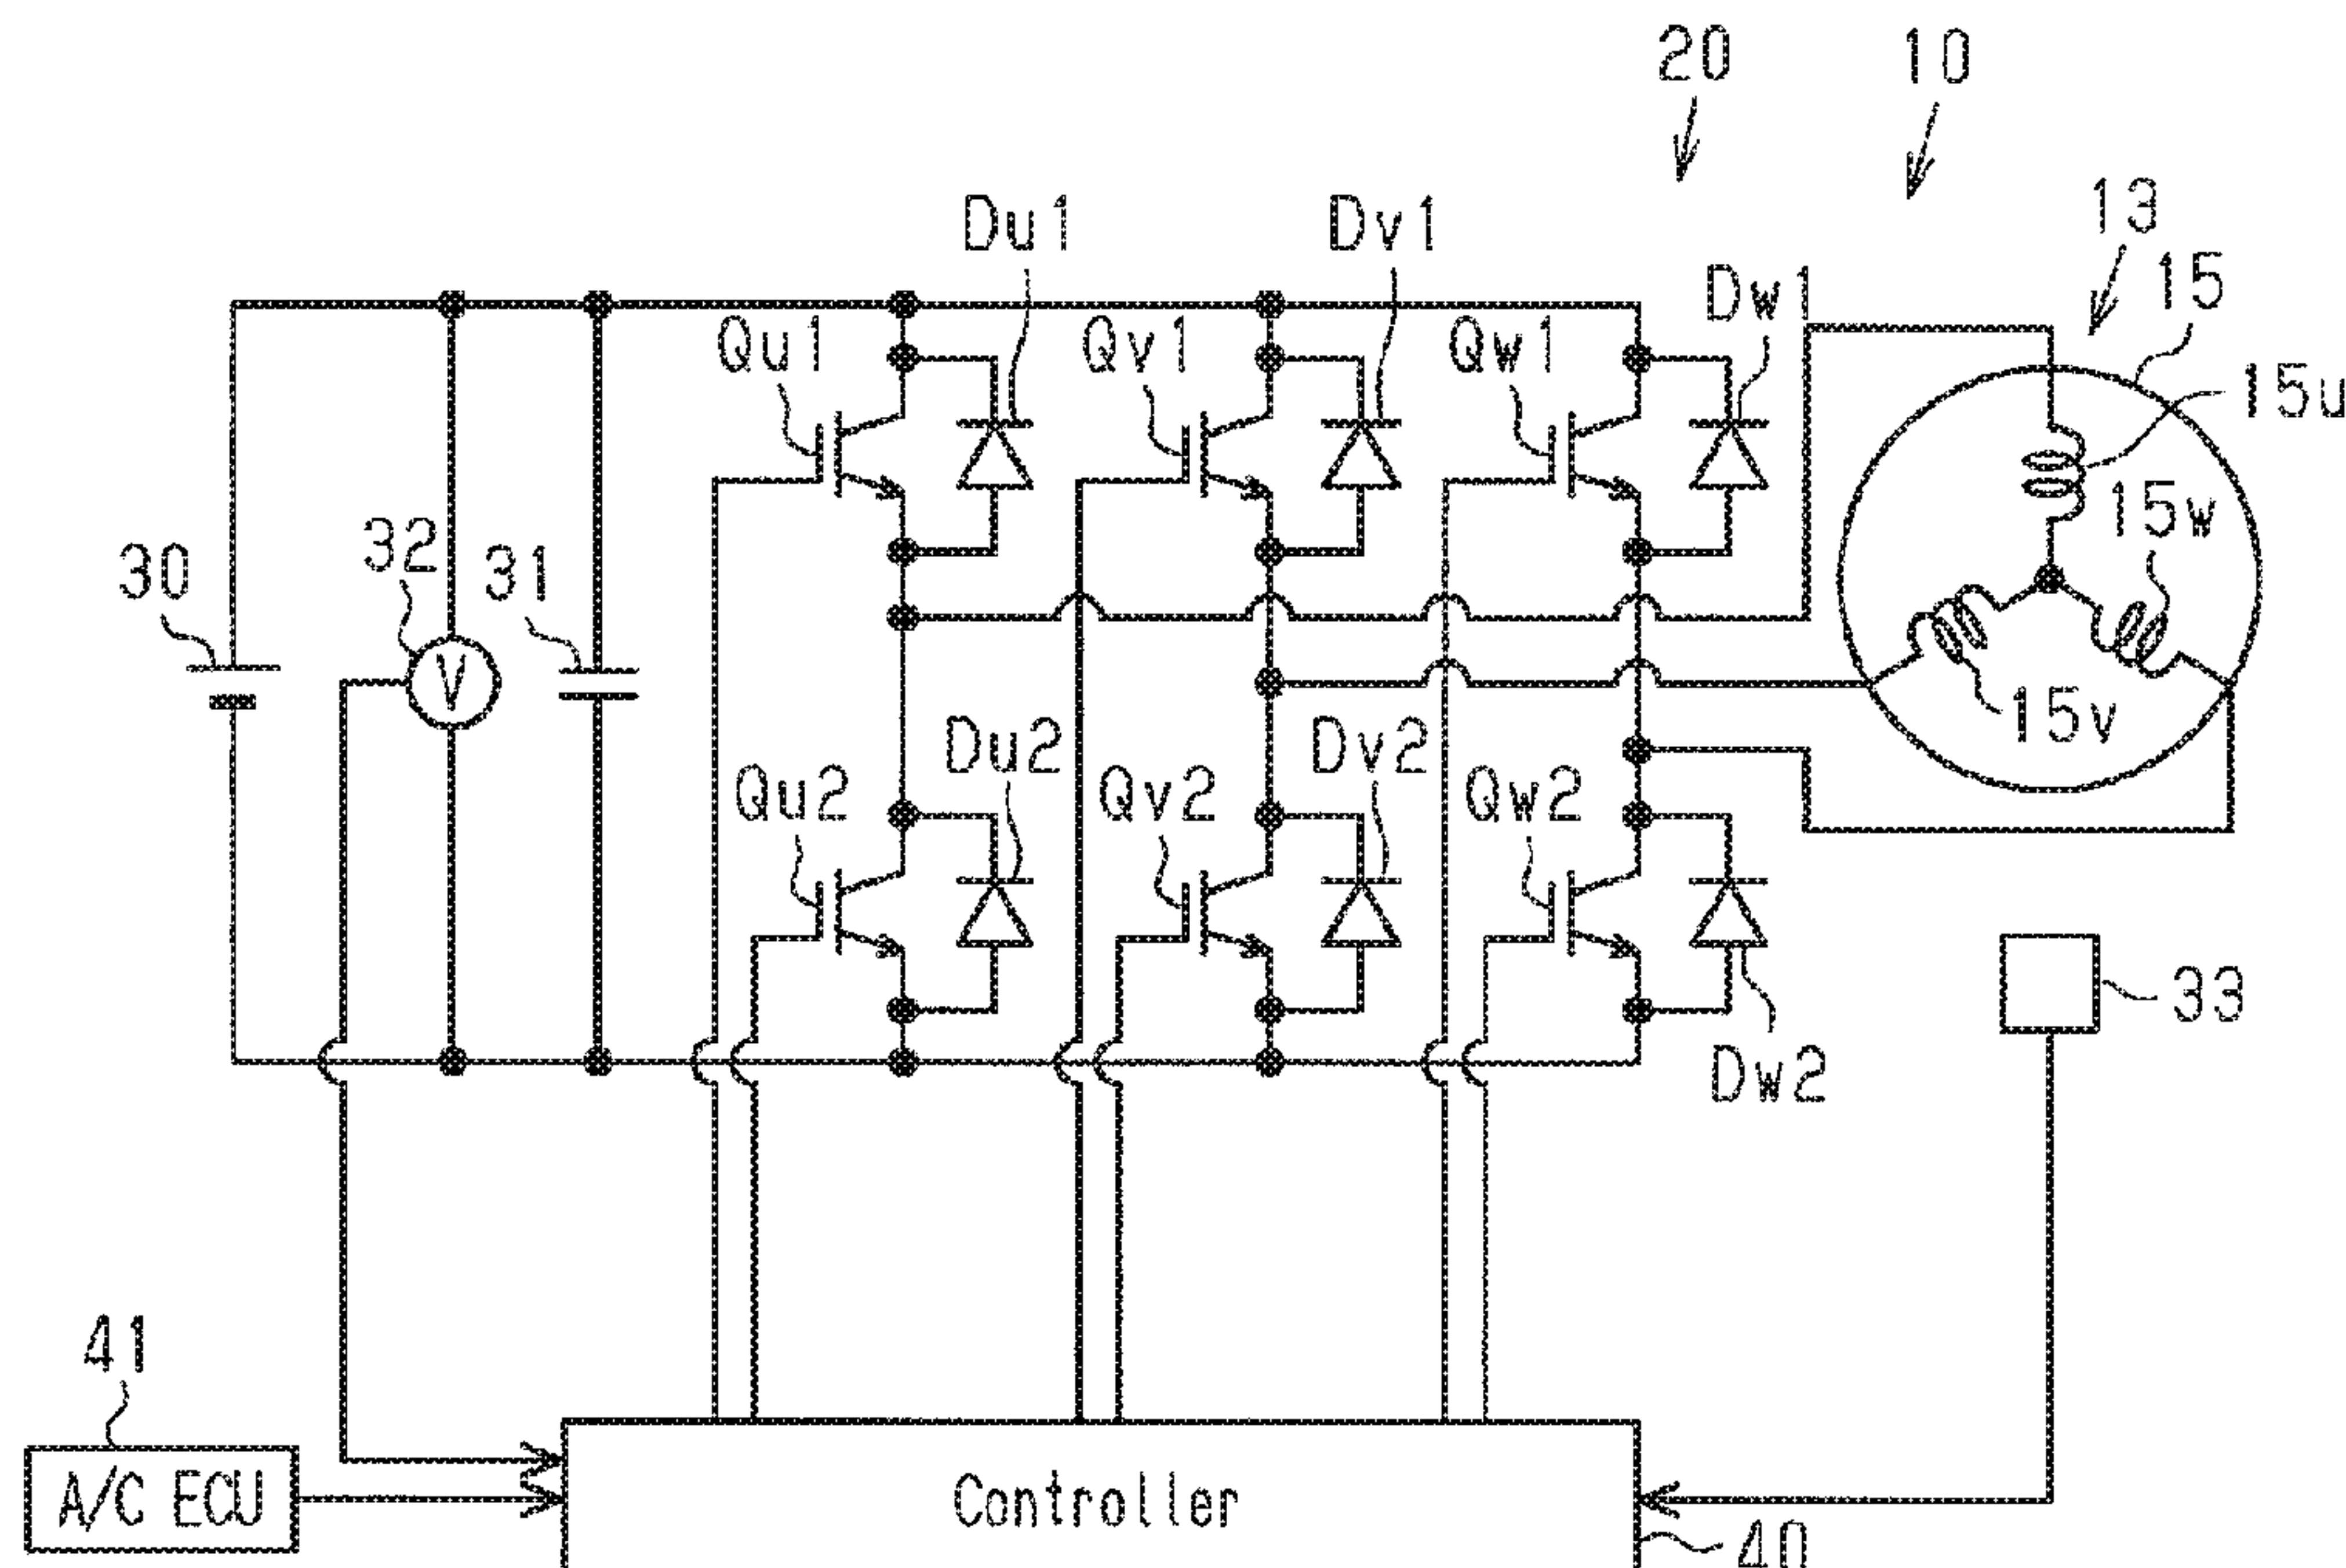 20
10
13
Du1
Dv1
Dw1
15
15u
Qu1
Qv1
Qw1
15w
30
32
31
V
15v
Qu2
Du2
Qv2
Dv2
Qw2
33
Dw2
41
A/C ECU
Controller
40